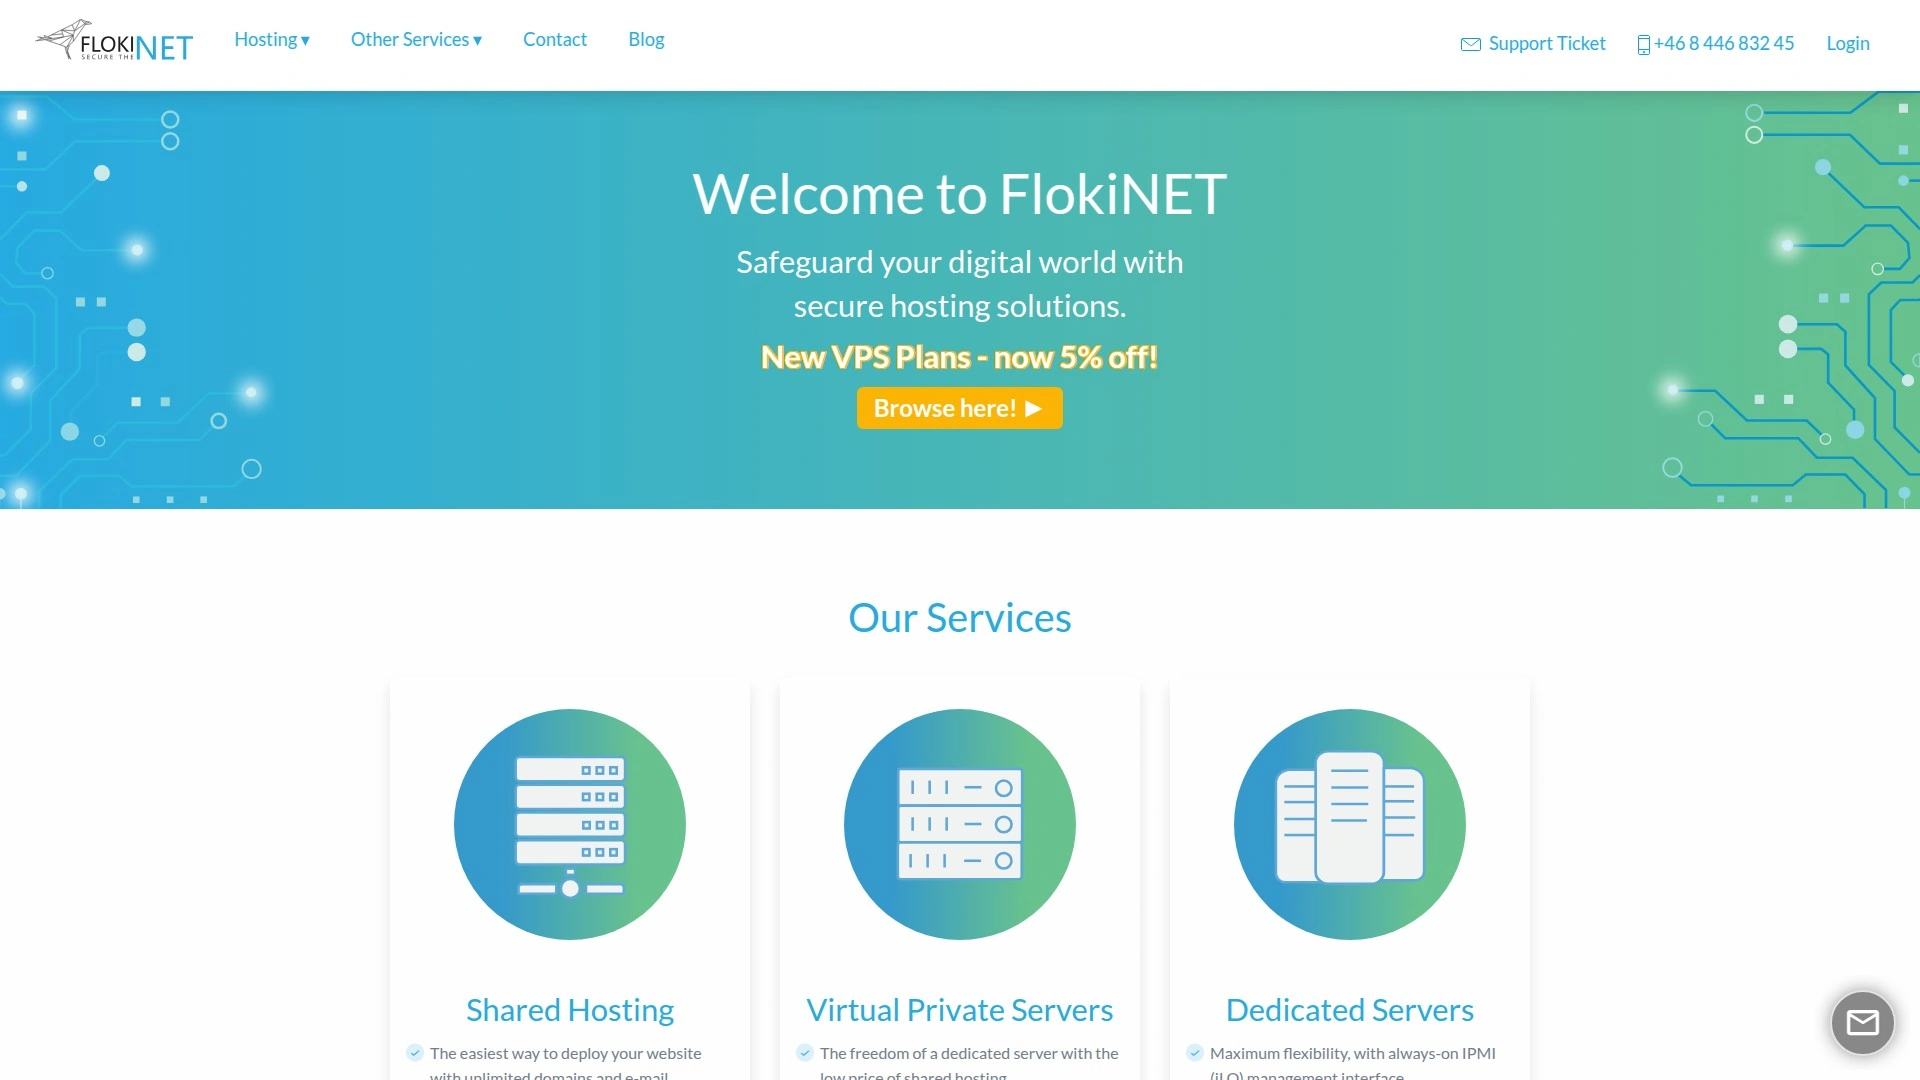 FLOKINET
SECURE THE
Hosting ▾
Other Services ▾
Contact
Blog
Support Ticket
+46 8 446 832 45
Login
Welcome to FlokiNET
Safeguard your digital world with
secure hosting solutions.
New VPS Plans - now 5% off!
Browse here! ►
Our Services
Shared Hosting
The easiest way to deploy your website
with unlimited domains and e-mail
Virtual Private Servers
The freedom of a dedicated server with the
low price of shared hosting
Dedicated Servers
Maximum flexibility, with always-on IPMI
(iLO) management interface